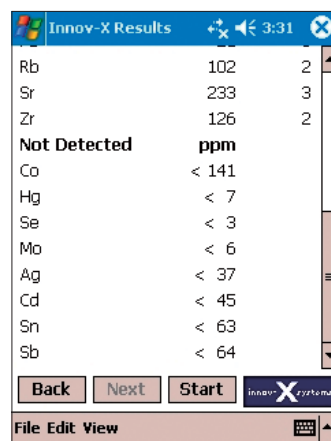 Innov-X Results 3:31
Rb 102 2
Sr 233 3
Zr 126 2
Not Detected ppm
Co < 141
Hg < 7
Se < 3
Mo < 6
Ag < 37
Cd < 45
Sn < 63
Sb < 64
Back Next Start innov-X systems
File Edit View